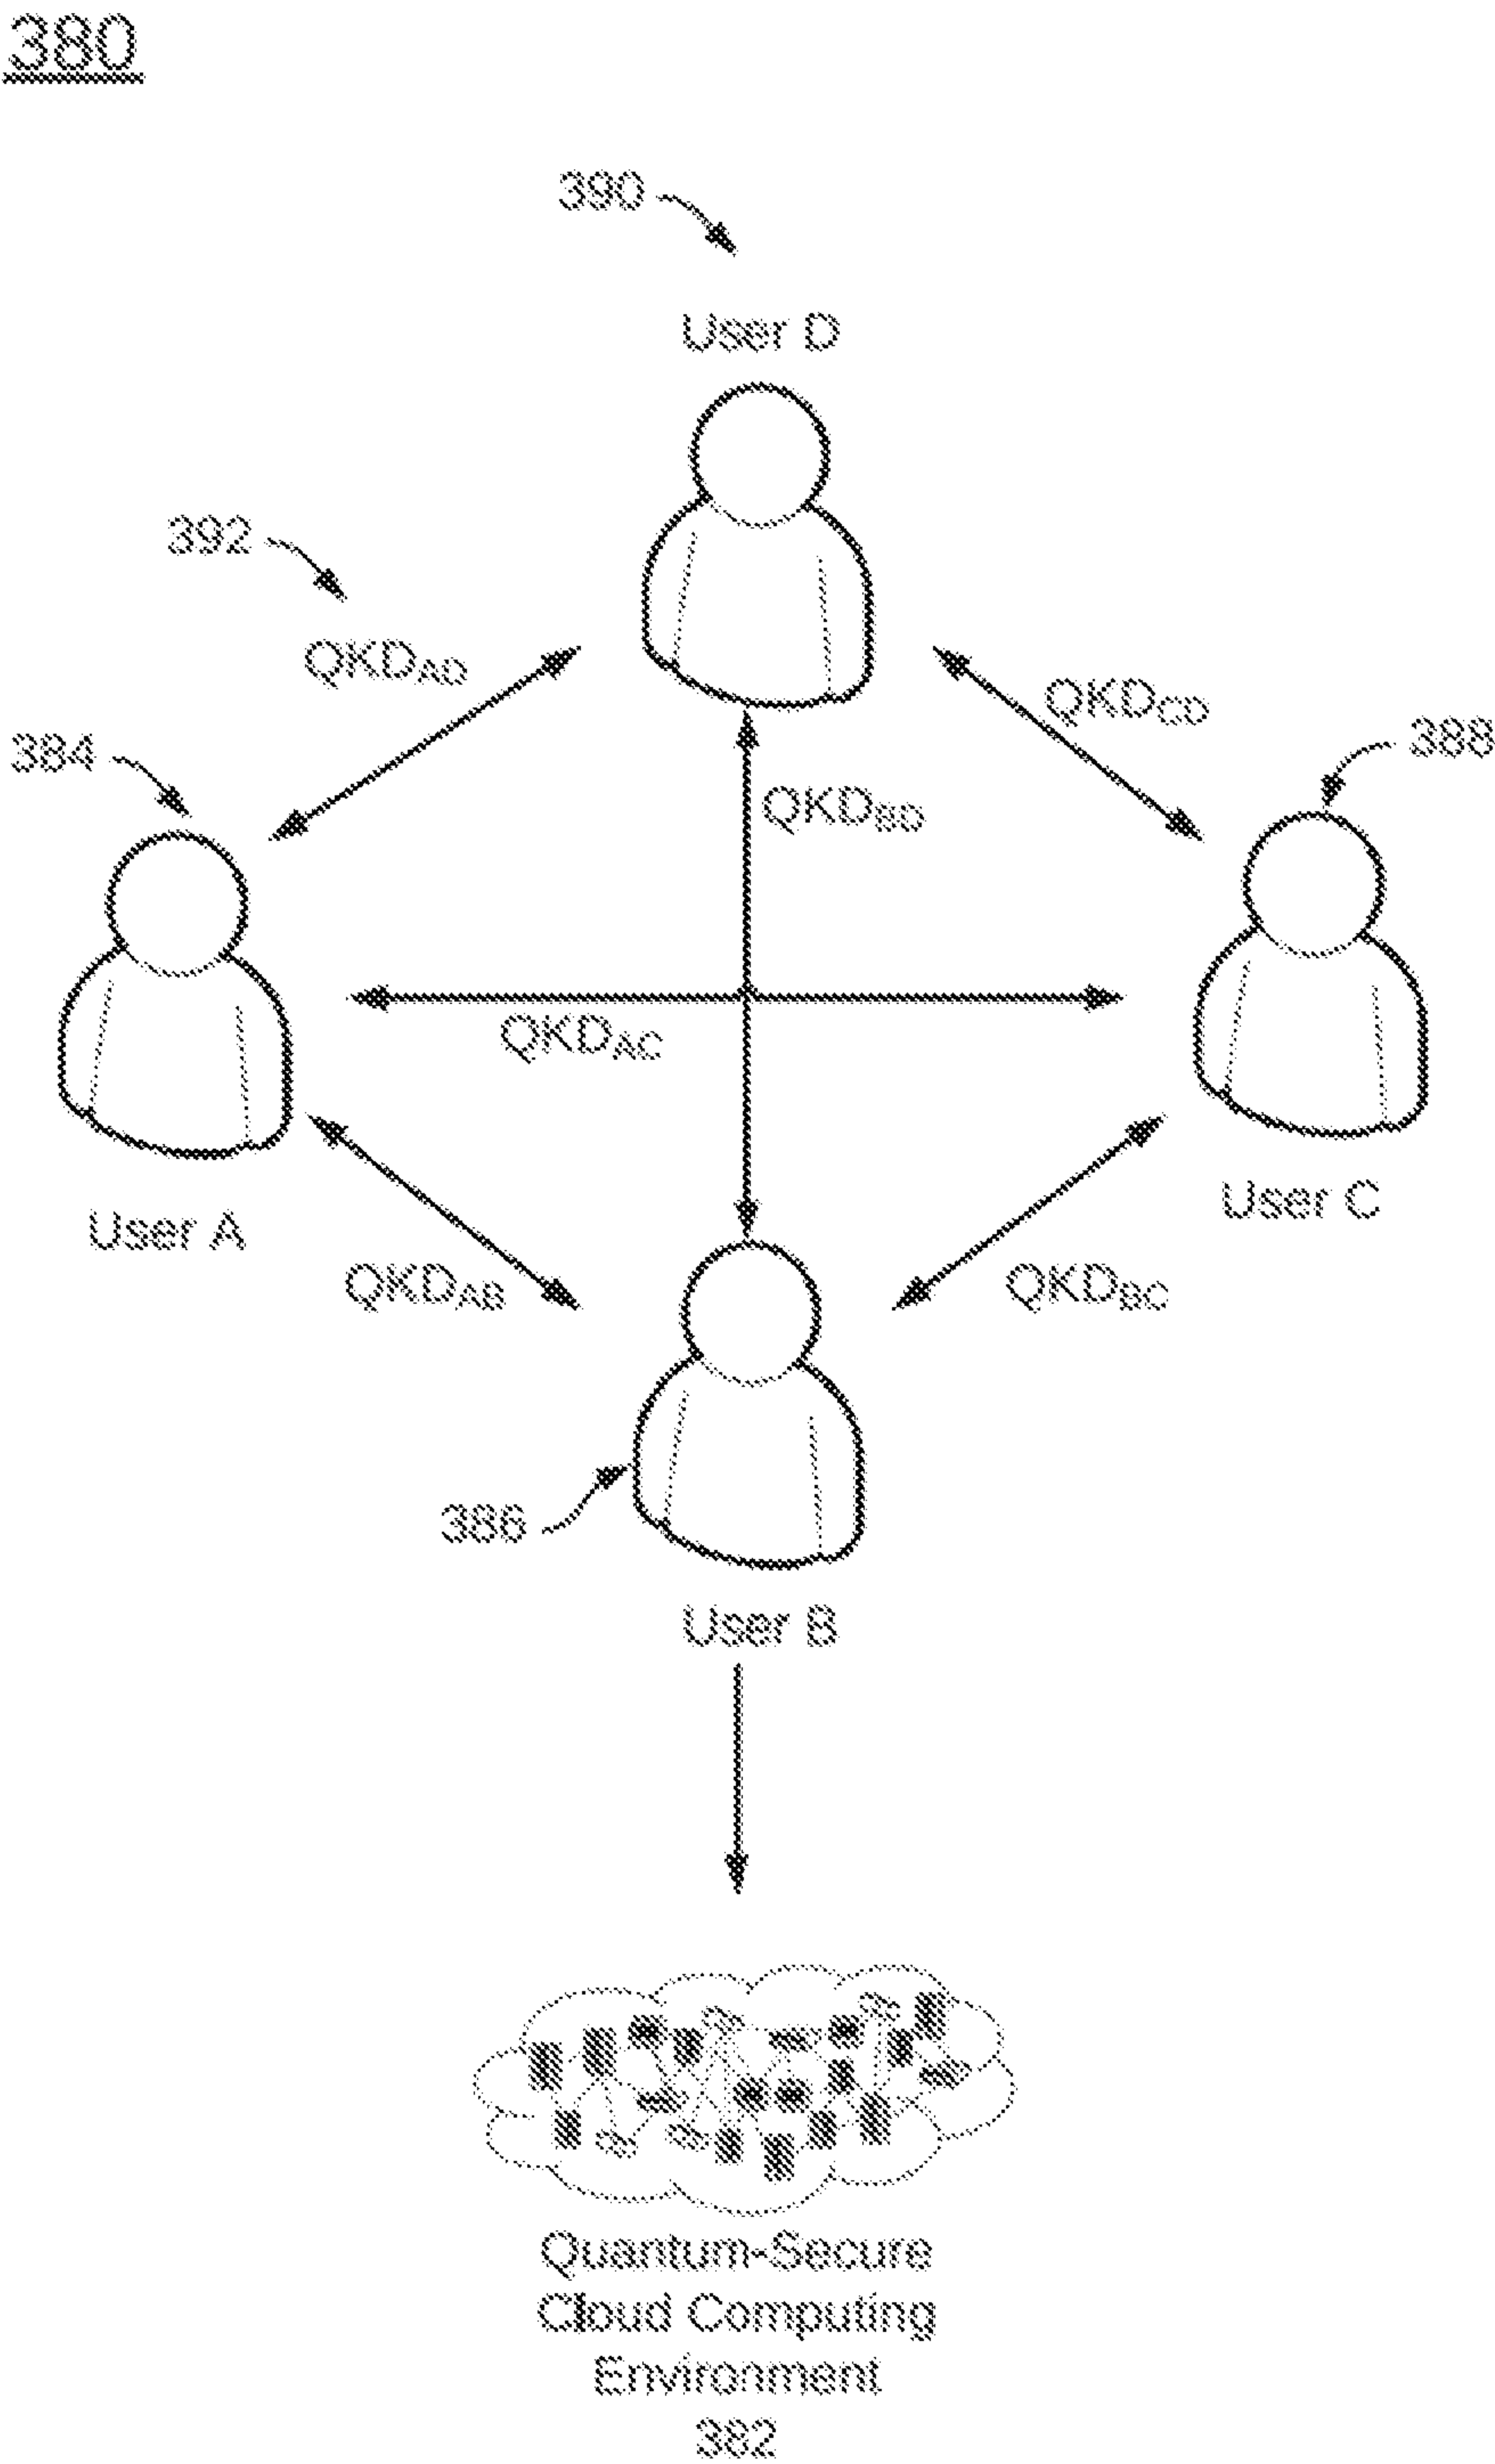 380
390
User D
392
QKDAD
QKDCD
384
388
QKDBD
QKDAC
User A
User C
QKDAB
QKDBC
386
User B
Quantum-Secure
Cloud Computing
Environment
382